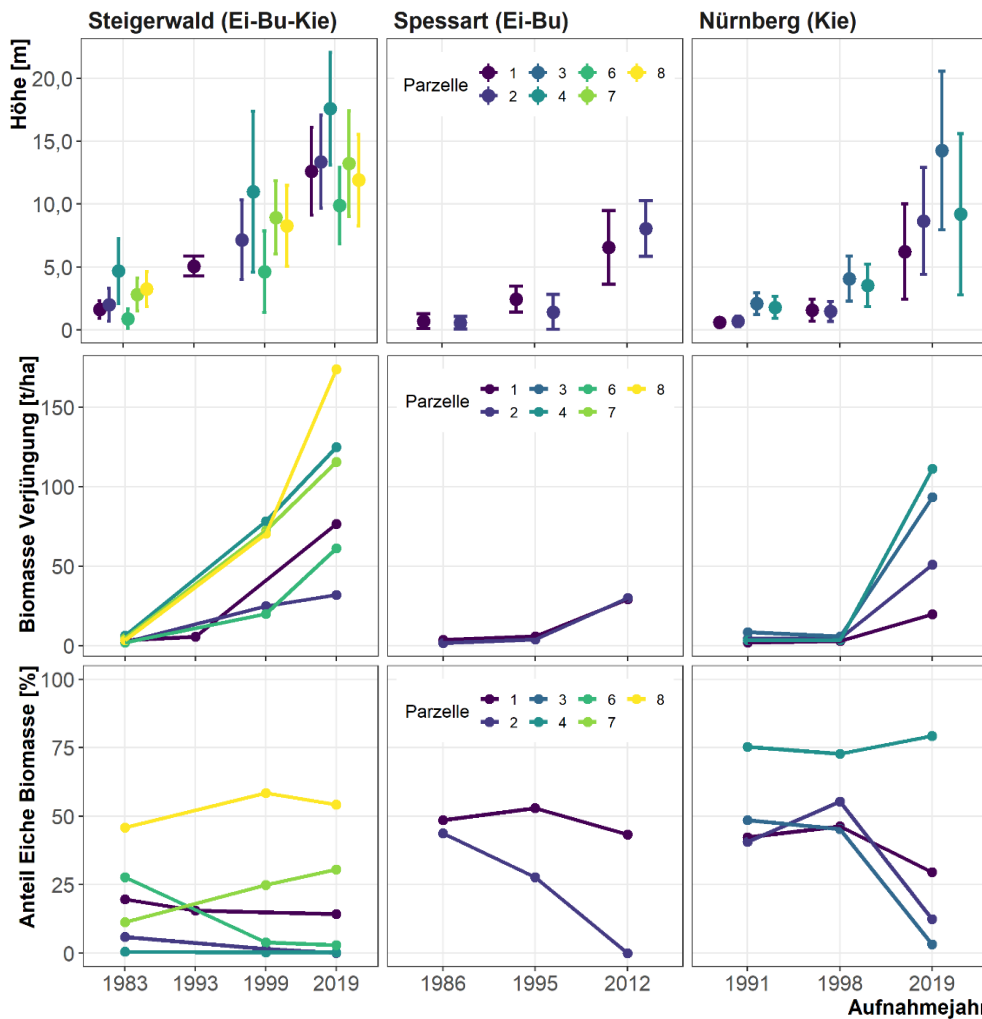 Steigerwald (Ei-Bu-Kie) Spessart (Ei-Bu) Nürnberg (Kie)
Höhe [m]
20,0
15,0
10,0
5,0
0
Parzelle 1 3 6 8
2 4 7
Biomasse Verjüngung [t/ha]
150
100
50
0
Parzelle 1 3 6 8
2 4 7
Anteil Eiche Biomasse [%]
100
75
50
25
0
Parzelle 1 3 6 8
2 4 7
1983 1993 1999 2019 1986 1995 2012 1991 1998 2019
Aufnahmejahr